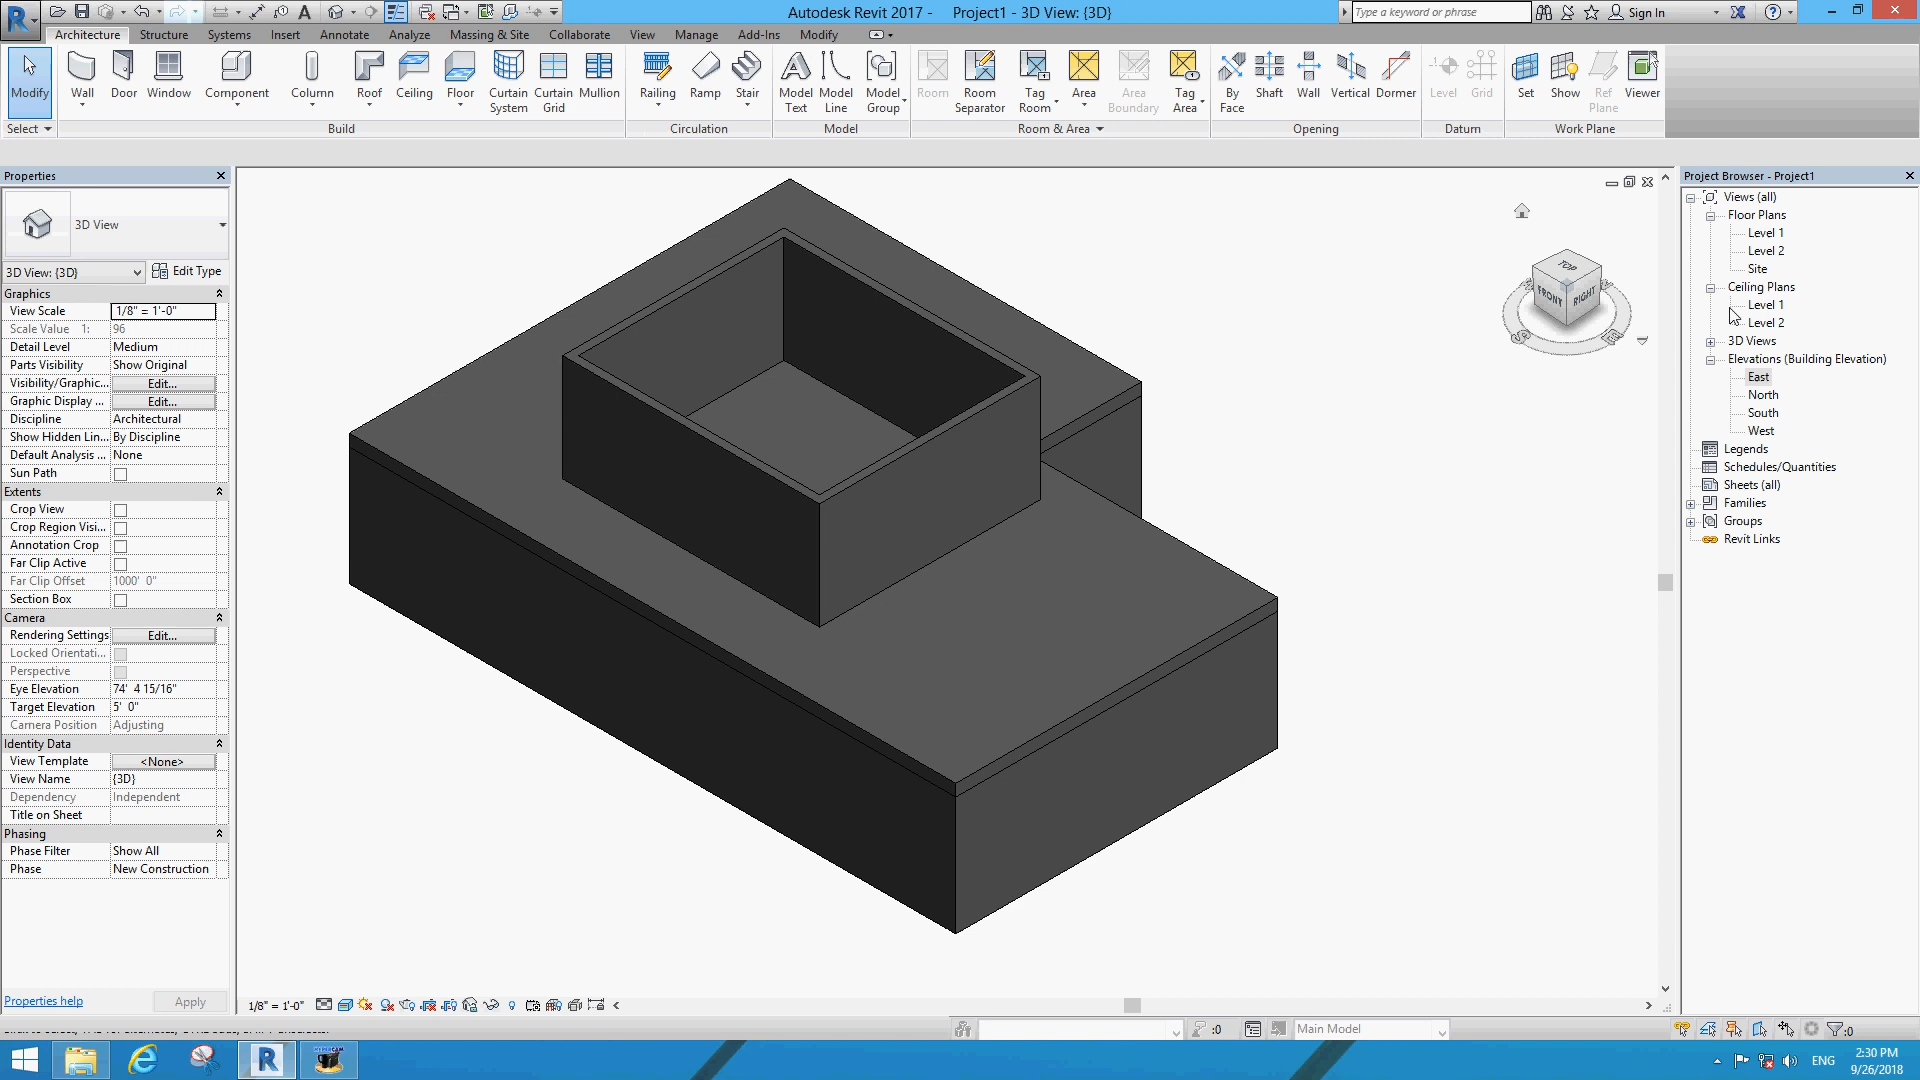 Autodesk Revit 2017 -     Project1 - 3D View: {3D}
Type a keyword or phrase
Sign In
Architecture Structure Systems Insert Annotate Analyze Massing & Site Collaborate View Manage Add-Ins Modify
Modify
Wall
Door
Window
Component
Column
Roof
Ceiling
Floor
Curtain System
Curtain Grid
Mullion
Railing
Ramp
Stair
Model Text
Model Line
Model Group
Room
Room Separator
Tag Room
Area
Area Boundary
Tag Area
By Face
Shaft
Wall
Vertical
Dormer
Level
Grid
Set
Show
Ref Plane
Viewer
Select
Build
Circulation
Model
Room & Area
Opening
Datum
Work Plane
Properties
3D View
3D View: {3D}
Edit Type
Graphics
View Scale 1/8" = 1'-0"
Scale Value 1: 96
Detail Level Medium
Parts Visibility Show Original
Visibility/Graphic... Edit...
Graphic Display ... Edit...
Discipline Architectural
Show Hidden Lin... By Discipline
Default Analysis ... None
Sun Path
Extents
Crop View
Crop Region Visi...
Annotation Crop
Far Clip Active
Far Clip Offset 1000' 0"
Section Box
Camera
Rendering Settings Edit...
Locked Orientati...
Perspective
Eye Elevation 74' 4 15/16"
Target Elevation 5' 0"
Camera Position Adjusting
Identity Data
View Template <None>
View Name {3D}
Dependency Independent
Title on Sheet
Phasing
Phase Filter Show All
Phase New Construction
Properties help
Apply
TOP
FRONT
RIGHT
1/8" = 1'-0"
Project Browser - Project1
Views (all)
Floor Plans
Level 1
Level 2
Site
Ceiling Plans
Level 1
Level 2
3D Views
Elevations (Building Elevation)
East
North
South
West
Legends
Schedules/Quantities
Sheets (all)
Families
Groups
Revit Links
:0
Main Model
:0
HYPERCAM
ENG
2:30 PM
9/26/2018